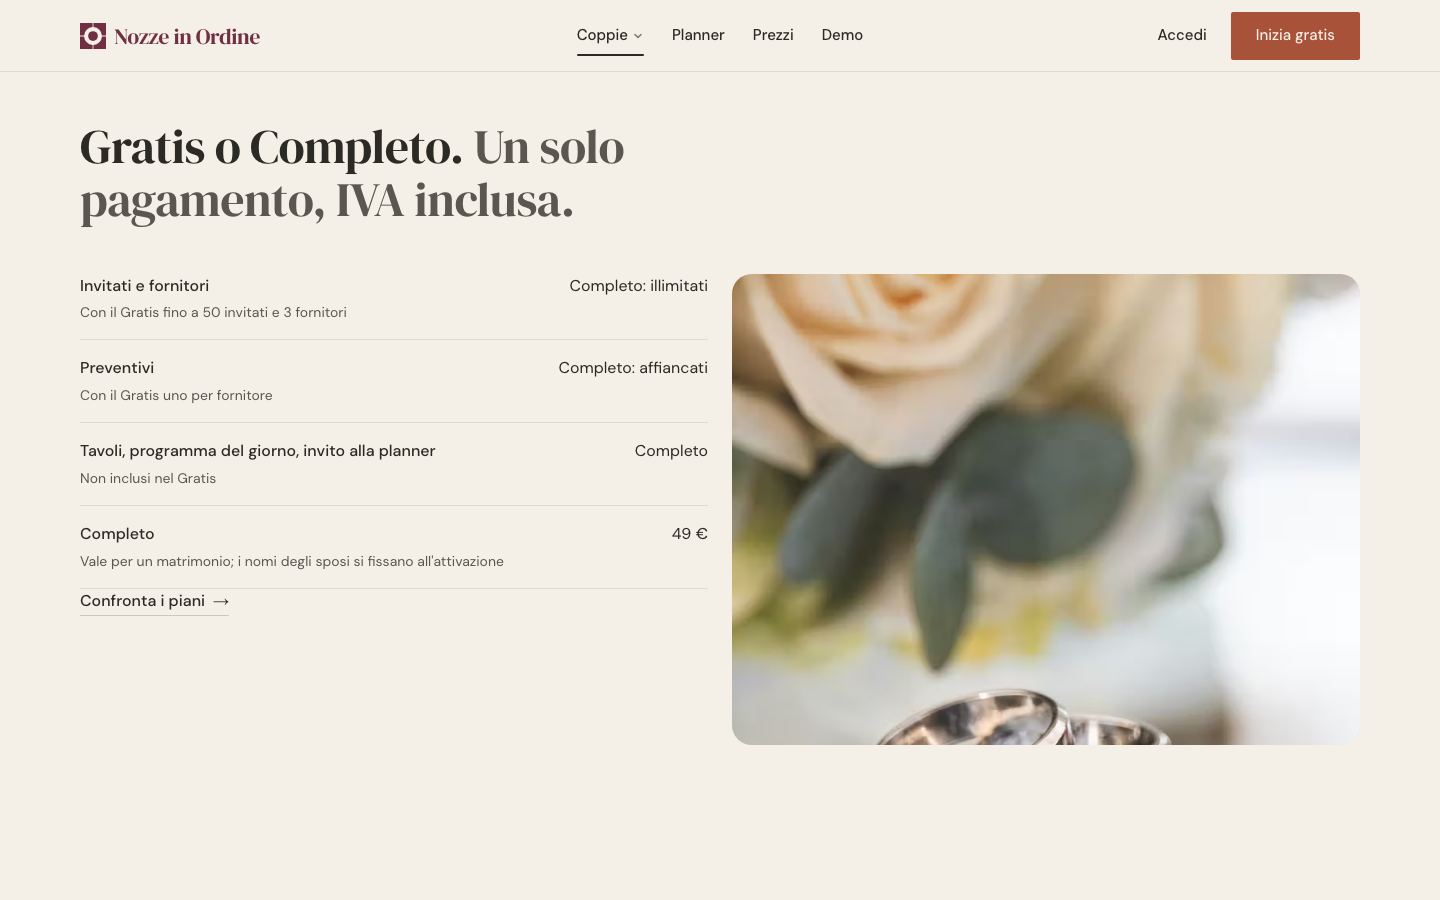 Nozze in Ordine
Coppie
Planner
Prezzi
Demo
Accedi
Inizia gratis
Gratis o Completo. Un solo
pagamento, IVA inclusa.
Invitati e fornitori
Completo: illimitati
Con il Gratis fino a 50 invitati e 3 fornitori
Preventivi
Completo: affiancati
Con il Gratis uno per fornitore
Tavoli, programma del giorno, invito alla planner
Completo
Non inclusi nel Gratis
Completo
49 €
Vale per un matrimonio; i nomi degli sposi si fissano all'attivazione
Confronta i piani →